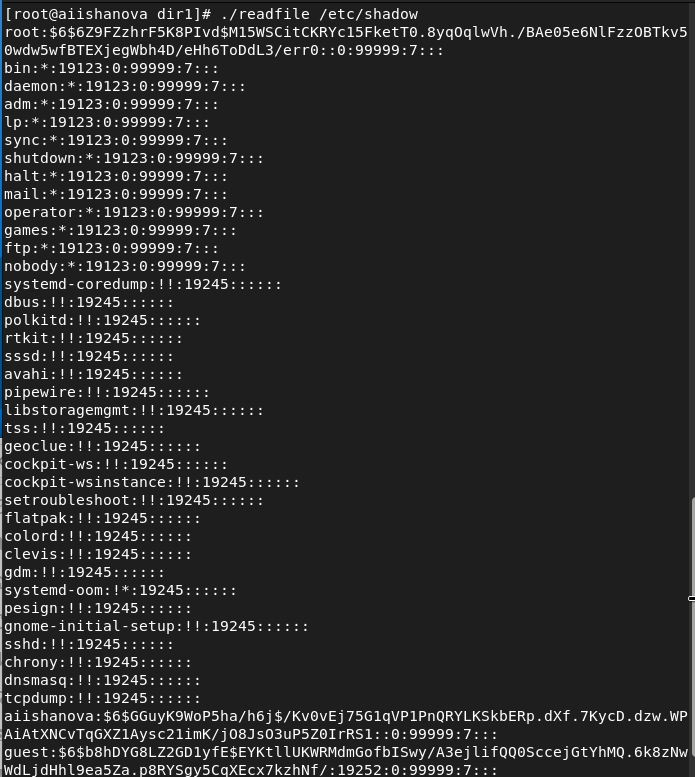 [root@aiishanova dir1]# ./readfile /etc/shadow
root:$6$6Z9FZzhrF5K8PIvd$M15WSCitCKRYc15FketT0.8yqOqlwVh./BAe05e6NlFzzOBTkv5
0wdw5wfBTEXjegWbh4D/eHh6ToDdL3/err0::0:99999:7:::
bin:*:19123:0:99999:7:::
daemon:*:19123:0:99999:7:::
adm:*:19123:0:99999:7:::
lp:*:19123:0:99999:7:::
sync:*:19123:0:99999:7:::
shutdown:*:19123:0:99999:7:::
halt:*:19123:0:99999:7:::
mail:*:19123:0:99999:7:::
operator:*:19123:0:99999:7:::
games:*:19123:0:99999:7:::
ftp:*:19123:0:99999:7:::
nobody:*:19123:0:99999:7:::
systemd-coredump:!!:19245::::::
dbus:!!:19245::::::
polkitd:!!:19245::::::
rtkit:!!:19245::::::
sssd:!!:19245::::::
avahi:!!:19245::::::
pipewire:!!:19245::::::
libstoragemgmt:!!:19245::::::
tss:!!:19245::::::
geoclue:!!:19245::::::
cockpit-ws:!!:19245::::::
cockpit-wsinstance:!!:19245::::::
setroubleshoot:!!:19245::::::
flatpak:!!:19245::::::
colord:!!:19245::::::
clevis:!!:19245::::::
gdm:!!:19245::::::
systemd-oom:!*:19245::::::
pesign:!!:19245::::::
gnome-initial-setup:!!:19245::::::
sshd:!!:19245::::::
chrony:!!:19245::::::
dnsmasq:!!:19245::::::
tcpdump:!!:19245::::::
aiishanova:$6$GGuyK9WoP5ha/h6j$/Kv0vEj75G1qVP1PnQRYLKSkbERp.dXf.7KycD.dzw.WP
AiAtXNCvTqGXZ1Aysc21imK/jO8JsO3uP5Z0IrRS1::0:99999:7:::
guest:$6$b8hDYG8LZ2GD1yfE$EYKtllUKWRMdmGofbISwy/A3ejlifQQ0SccejGtYhMQ.6k8zNw
WdLjdHhl9ea5Za.p8RYSgy5CqXEcx7kzhNf/:19252:0:99999:7:::